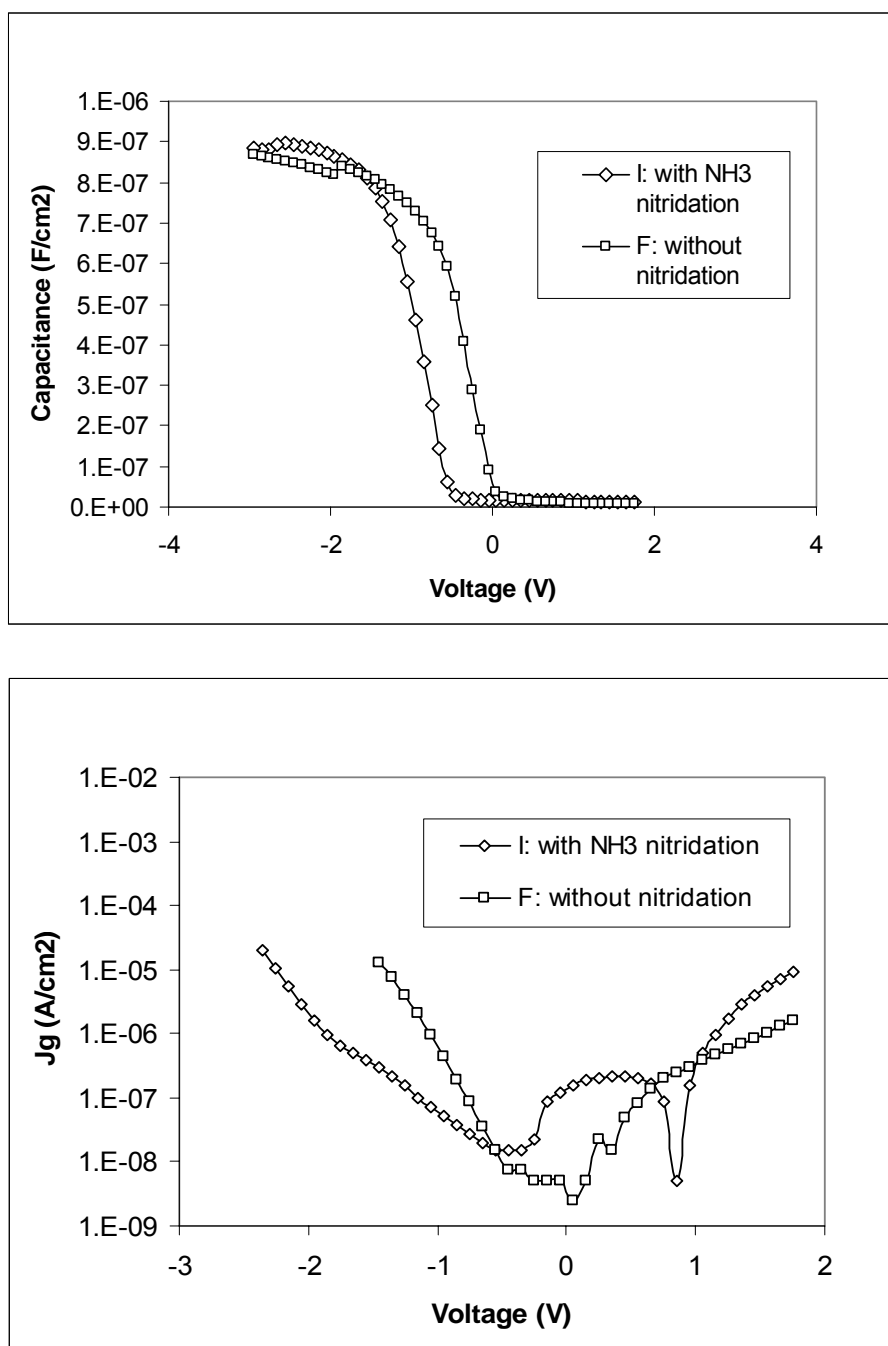 1.E-06
9.E-07
8.E-07
7.E-07
6.E-07
5.E-07
4.E-07
3.E-07
2.E-07
1.E-07
0.E+00
Capacitance (F/cm2)
I: with NH3
nitridation
F: without
nitridation
-4
-2
0
2
4
Voltage (V)
1.E-02
1.E-03
1.E-04
1.E-05
1.E-06
1.E-07
1.E-08
1.E-09
Jg (A/cm2)
I: with NH3 nitridation
F: without nitridation
-3
-2
-1
0
1
2
Voltage (V)